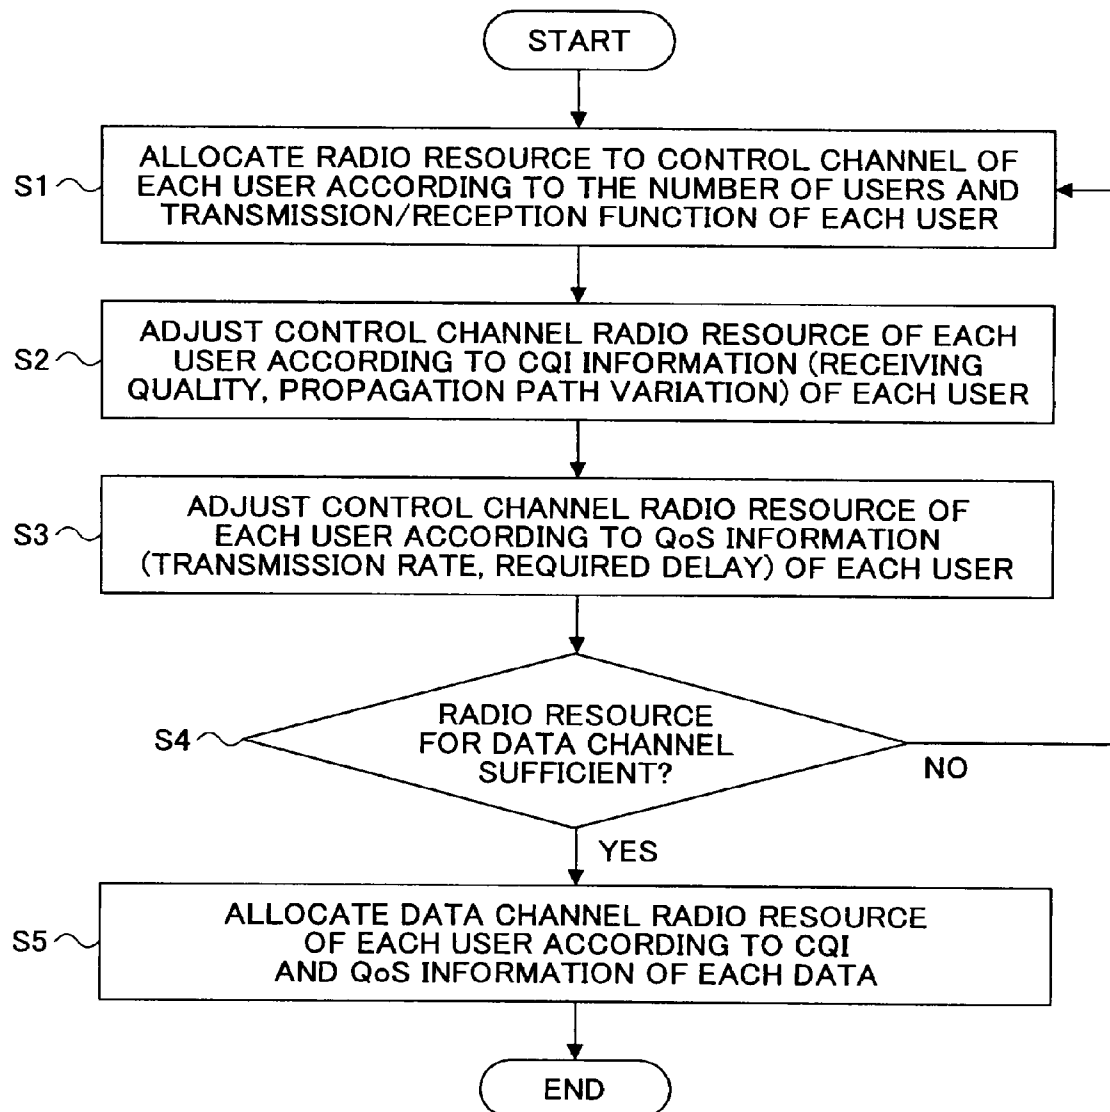 START
S1
ALLOCATE RADIO RESOURCE TO CONTROL CHANNEL OF
EACH USER ACCORDING TO THE NUMBER OF USERS AND
TRANSMISSION/RECEPTION FUNCTION OF EACH USER
S2
ADJUST CONTROL CHANNEL RADIO RESOURCE OF EACH
USER ACCORDING TO CQI INFORMATION (RECEIVING
QUALITY, PROPAGATION PATH VARIATION) OF EACH USER
S3
ADJUST CONTROL CHANNEL RADIO RESOURCE OF
EACH USER ACCORDING TO QoS INFORMATION
(TRANSMISSION RATE, REQUIRED DELAY) OF EACH USER
S4
RADIO RESOURCE
FOR DATA CHANNEL
SUFFICIENT?
NO
YES
S5
ALLOCATE DATA CHANNEL RADIO RESOURCE
OF EACH USER ACCORDING TO CQI
AND QoS INFORMATION OF EACH DATA
END